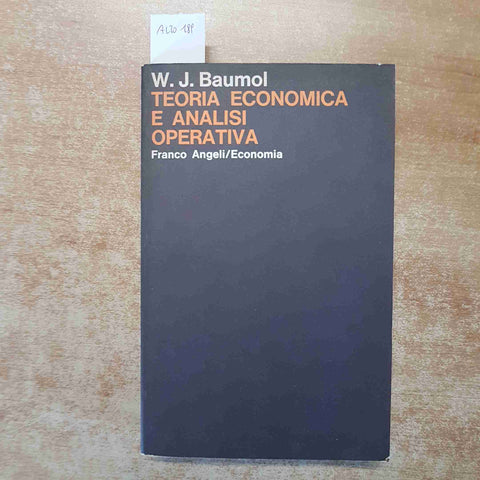 W. J. Baumol
TEORIA ECONOMICA
E ANALISI
OPERATIVA
Franco Angeli/Economia